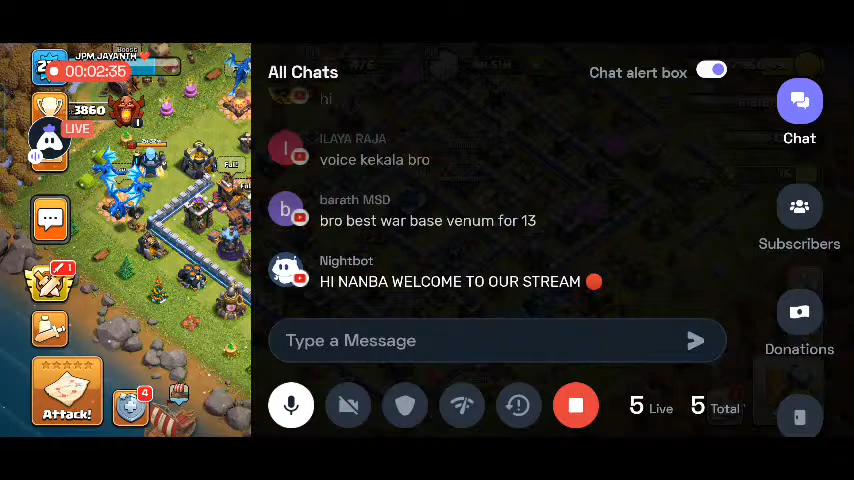 Boost
JPM JAYANTH
00:02:35
3860
LIVE
Attack!
1
4
All Chats
Chat alert box
hi
ILAYA RAJA
voice kekala bro
barath MSD
bro best war base venum for 13
Nightbot
HI NANBA WELCOME TO OUR STREAM
Type a Message
5 Live 5 Total
Chat
Subscribers
Donations